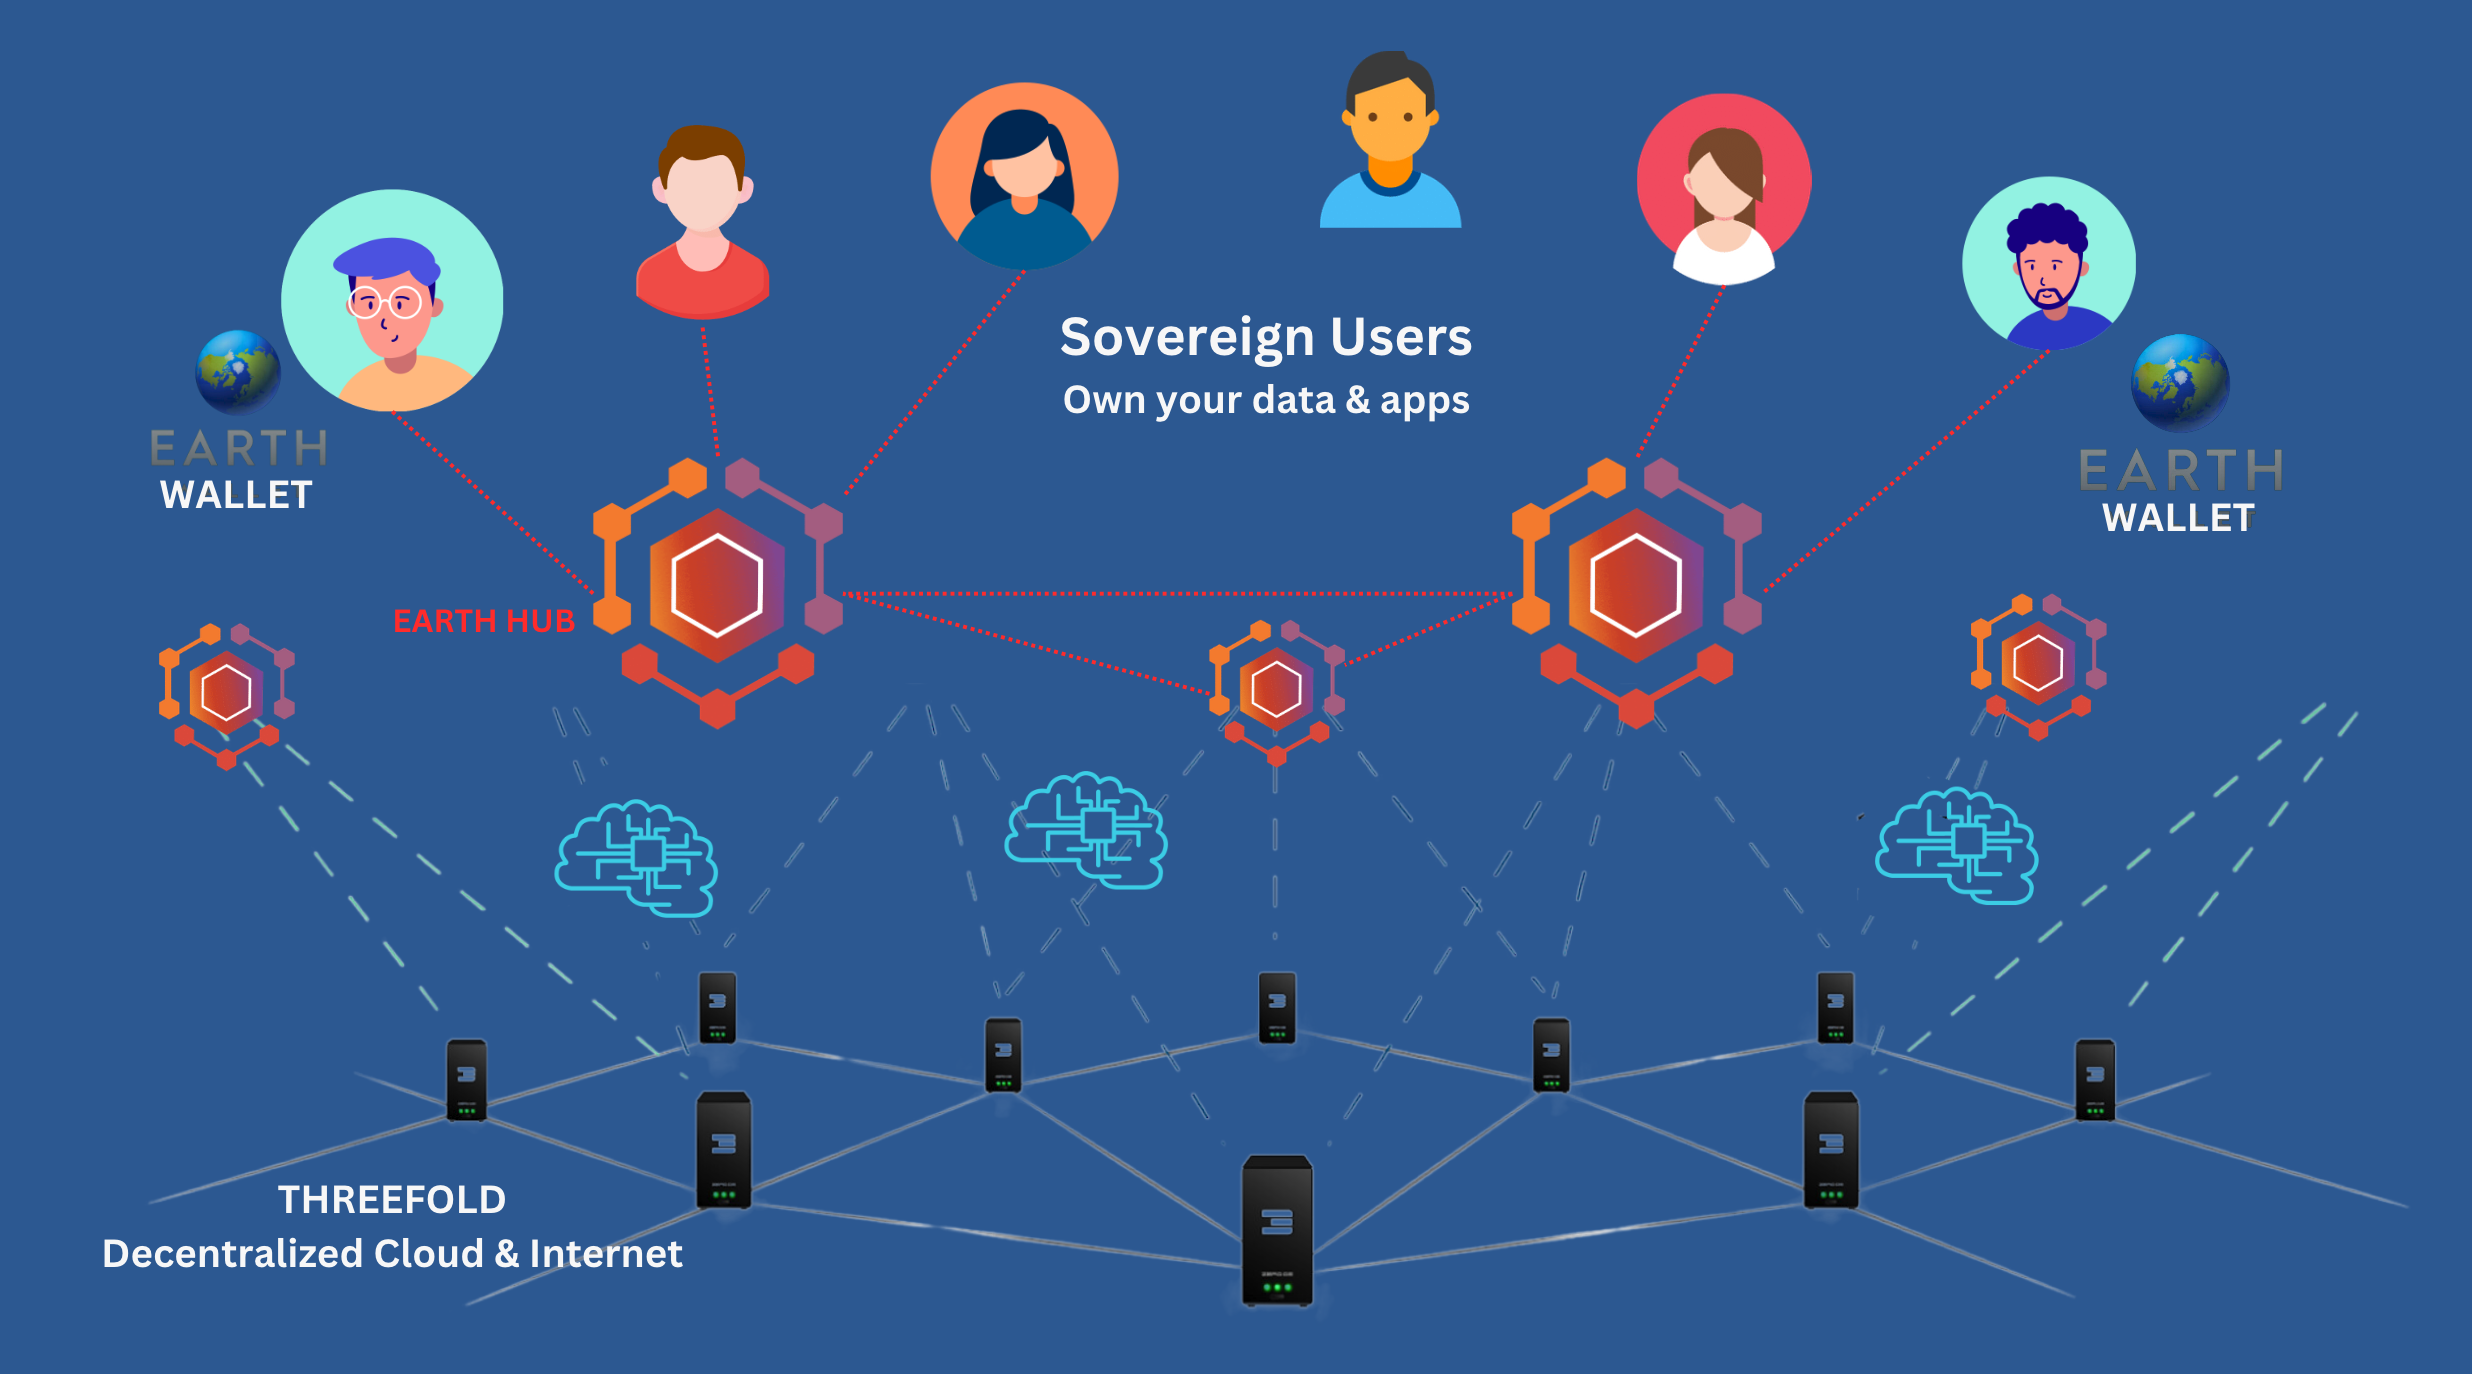 Sovereign Users
Own your data & apps
EARTH
WALLET
EARTH
WALLET
EARTH HUB
THREEFOLD
Decentralized Cloud & Internet